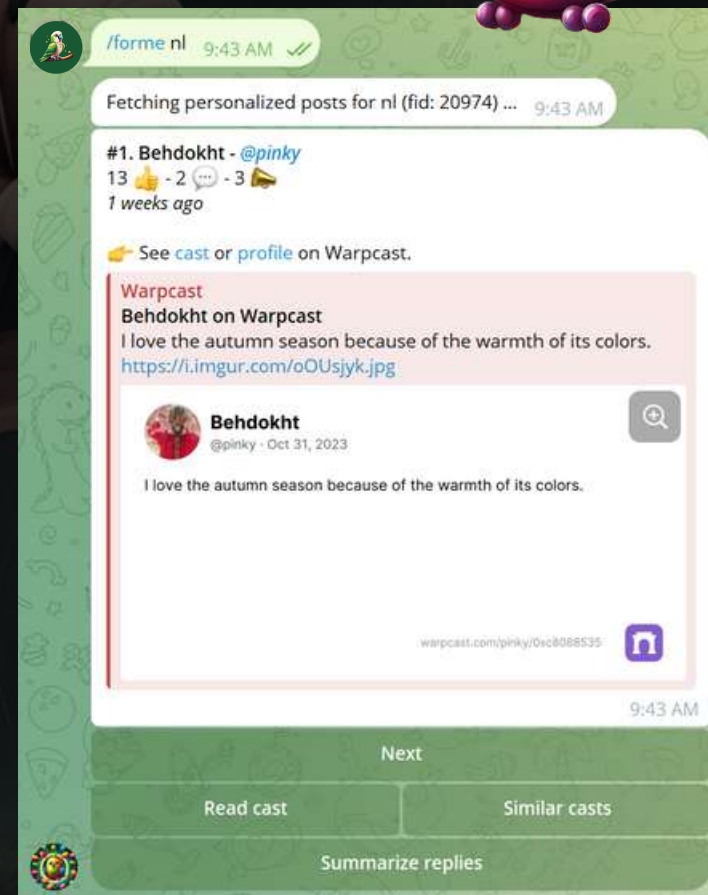 /forme nl 9:43 AM
Fetching personalized posts for nl (fid: 20974) ... 9:43 AM
#1. Behdokht - @pinky
13 👍 - 2 💬 - 3 📣
1 weeks ago
👉 See cast or profile on Warpcast.
Warpcast
Behdokht on Warpcast
I love the autumn season because of the warmth of its colors.
https://i.imgur.com/oOUsjyk.jpg
Behdokht
@pinky · Oct 31, 2023
I love the autumn season because of the warmth of its colors.
warpcast.com/pinky/0xc8088535
9:43 AM
Next
Read cast Similar casts
Summarize replies